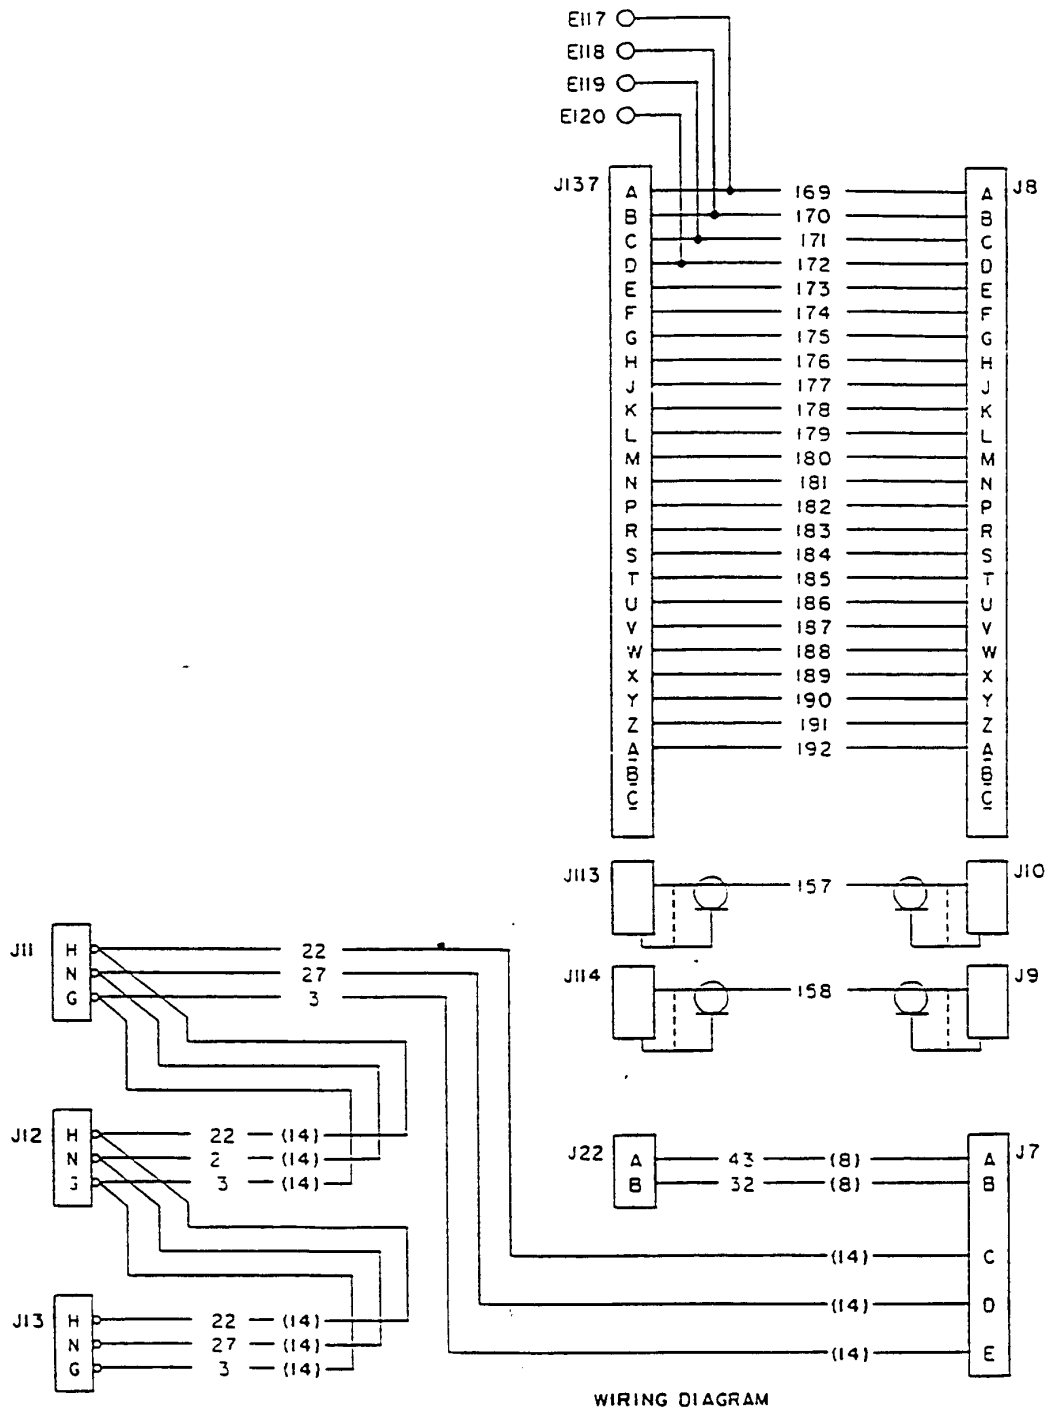 E117
E118
E119
E120
J137 J8
A 169 A
B 170 B
C 171 C
D 172 D
E 173 E
F 174 F
G 175 G
H 176 H
J 177 J
K 178 K
L 179 L
M 180 M
N 181 N
P 182 P
R 183 R
S 184 S
T 185 T
U 186 U
V 187 V
W 188 W
X 189 X
Y 190 Y
Z 191 Z
A 192 A
B B
C C
J113 157 J10
J114 158 J9
J11
H 22
N 27
G 3
J12
H 22 (14)
N 2 (14)
3 (14)
J13
H 22 (14)
N 27 (14)
G 3 (14)
J22 J7
A 43 (8) A
B 32 (8) B
(14) C
(14) D
(14) E
WIRING DIAGRAM